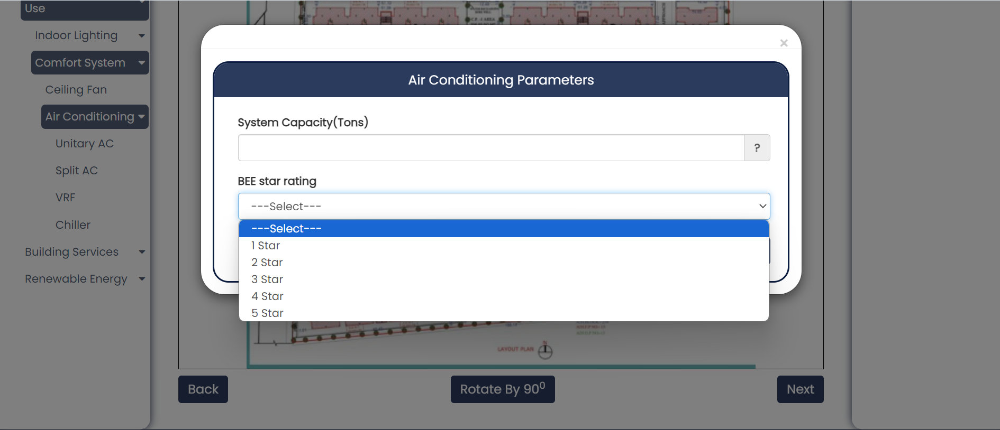 Use
Indoor Lighting
Comfort System
Ceiling Fan
Air Conditioning
Unitary AC
Split AC
VRF
Chiller
Building Services
Renewable Energy
×
Air Conditioning Parameters
System Capacity(Tons)
?
BEE star rating
---Select---
---Select---
1 Star
2 Star
3 Star
4 Star
5 Star
LAYOUT PLAN
N
Back
Rotate By 90⁰
Next